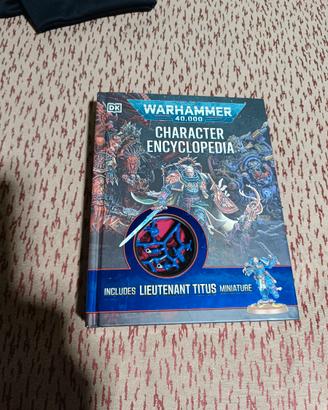 DK
WARHAMMER
40,000
CHARACTER
ENCYCLOPEDIA
INCLUDES LIEUTENANT TITUS MINIATURE